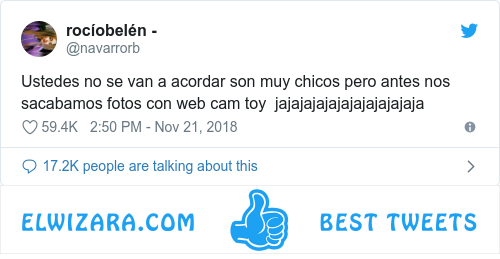 rocíobelén -
@navarrorb
Ustedes no se van a acordar son muy chicos pero antes nos
sacabamos fotos con web cam toy jajajajajajajajajajajaja
59.4K 2:50 PM - Nov 21, 2018
17.2K people are talking about this
ELWIZARA.COM BEST TWEETS